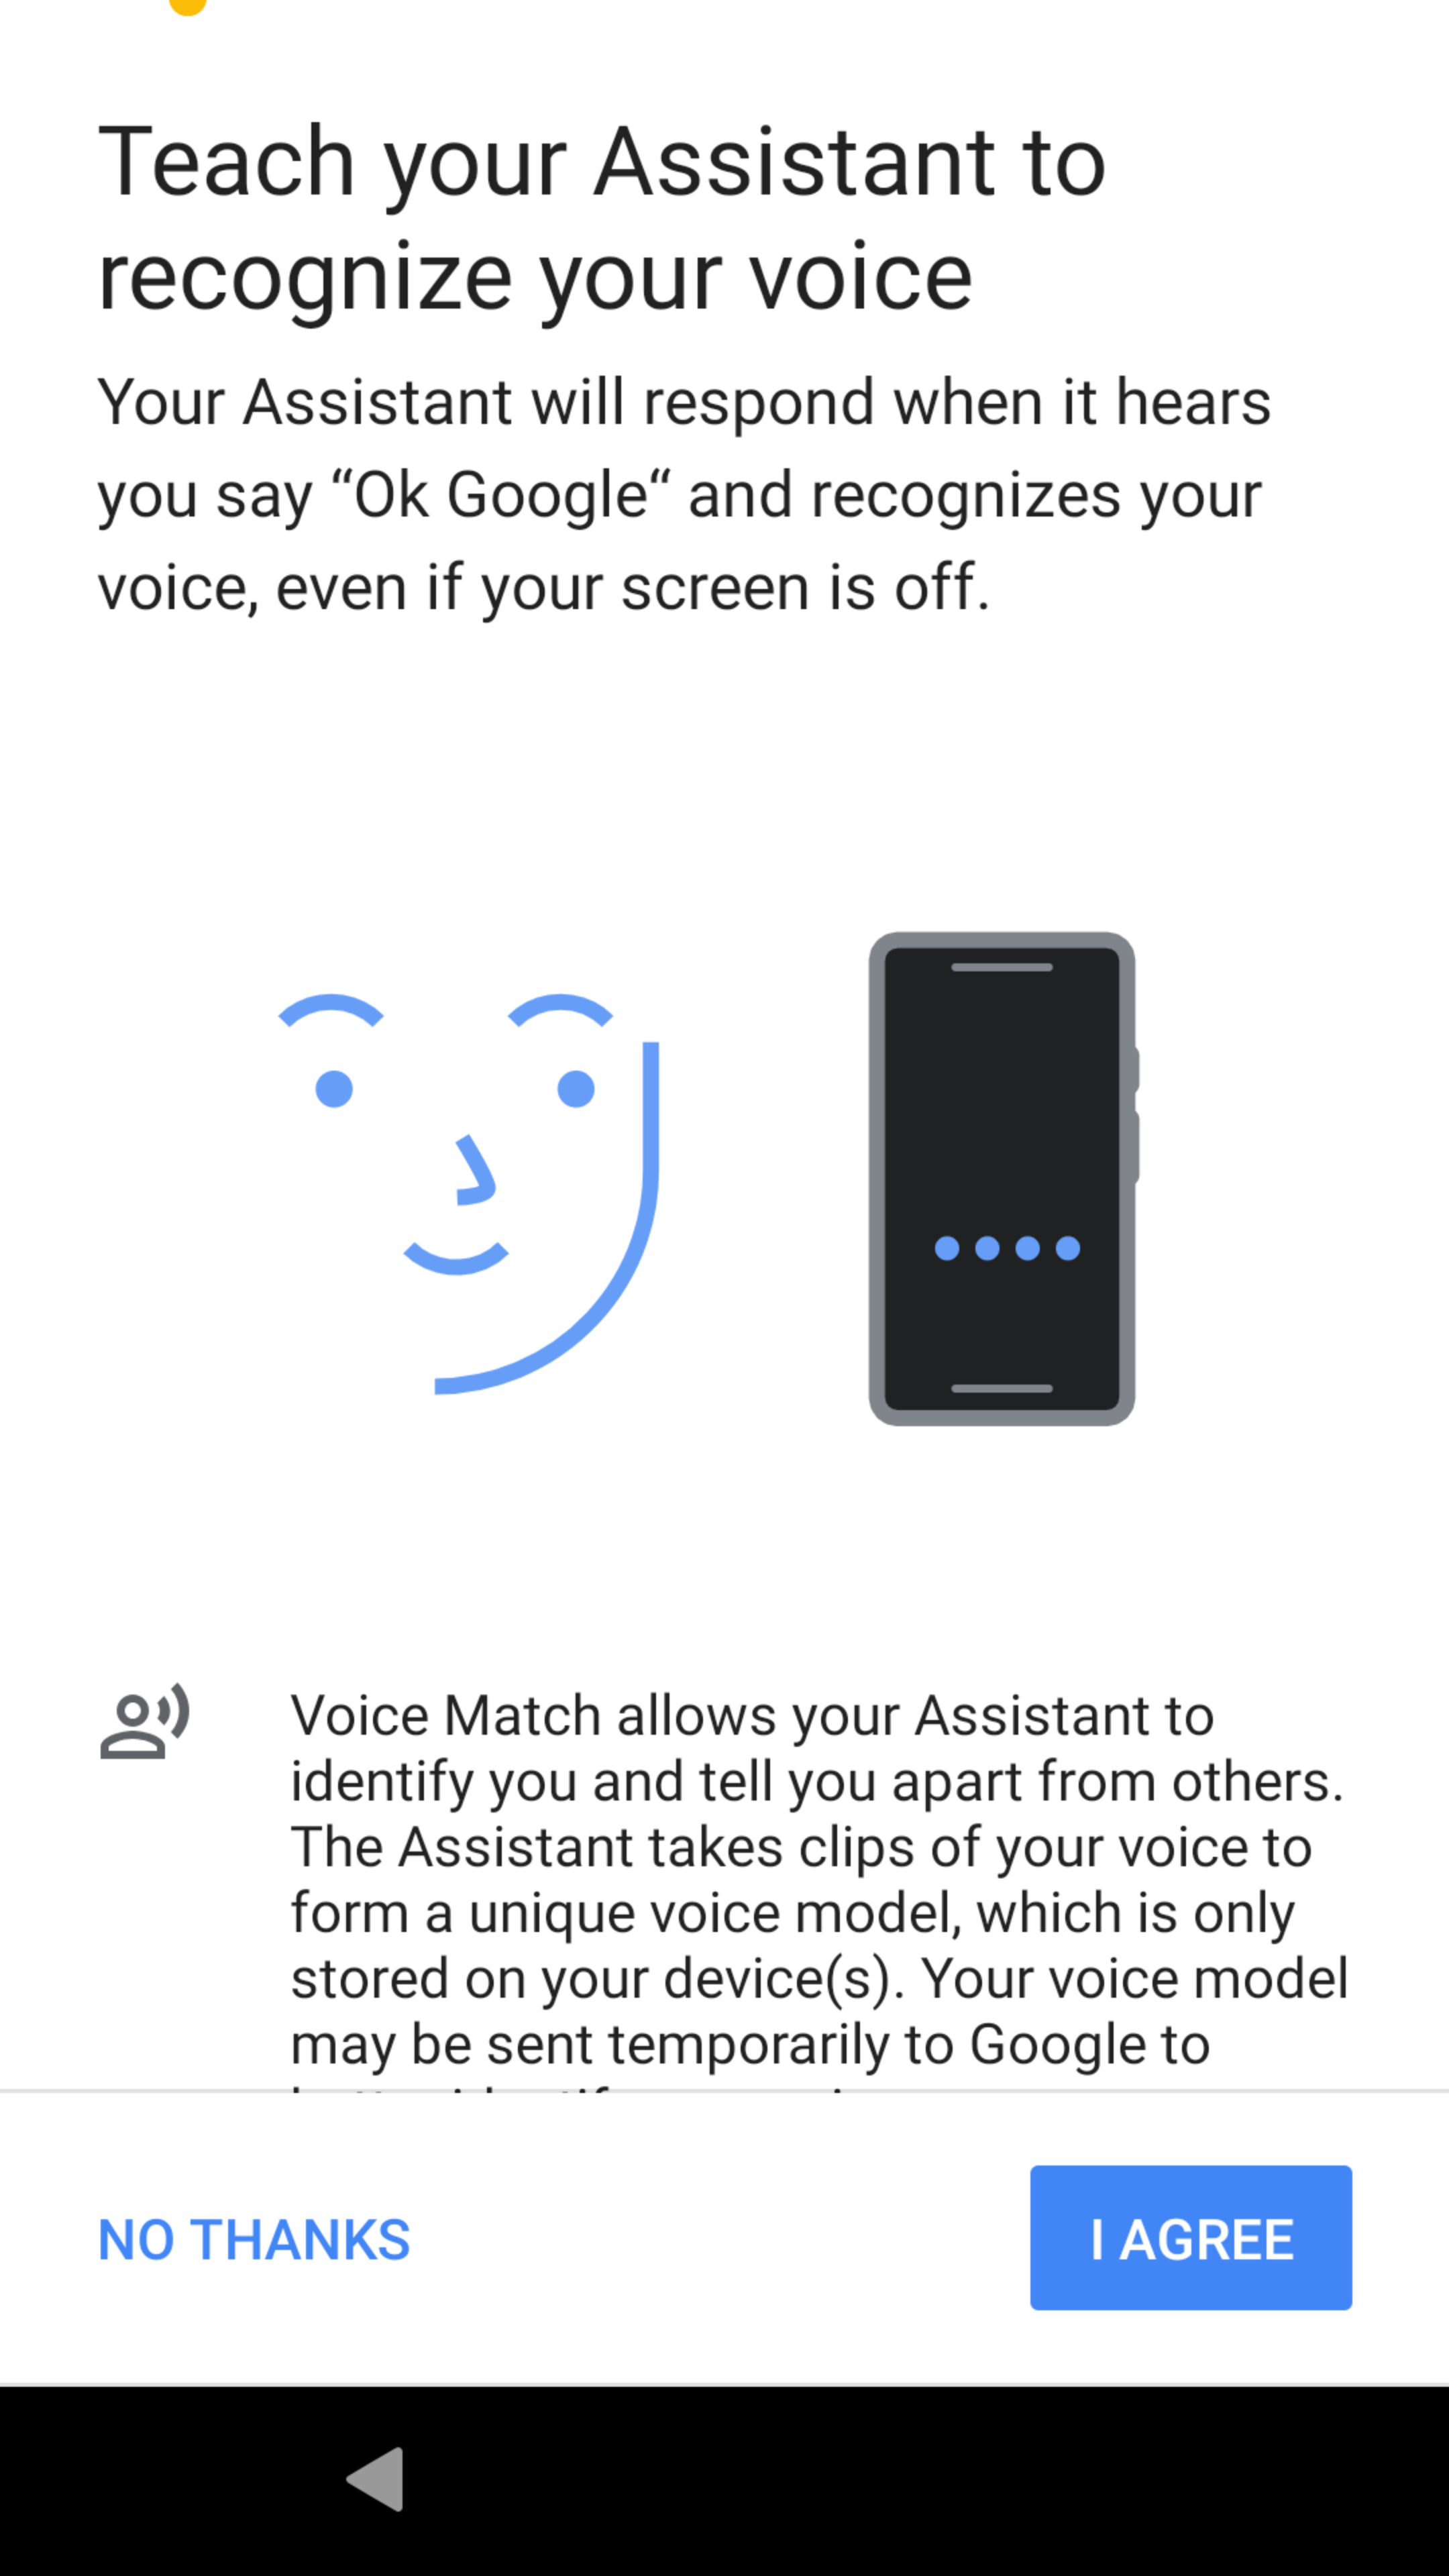 Teach your Assistant to
recognize your voice
Your Assistant will respond when it hears
you say “Ok Google“ and recognizes your
voice, even if your screen is off.
Voice Match allows your Assistant to
identify you and tell you apart from others.
The Assistant takes clips of your voice to
form a unique voice model, which is only
stored on your device(s). Your voice model
may be sent temporarily to Google to
NO THANKS
I AGREE